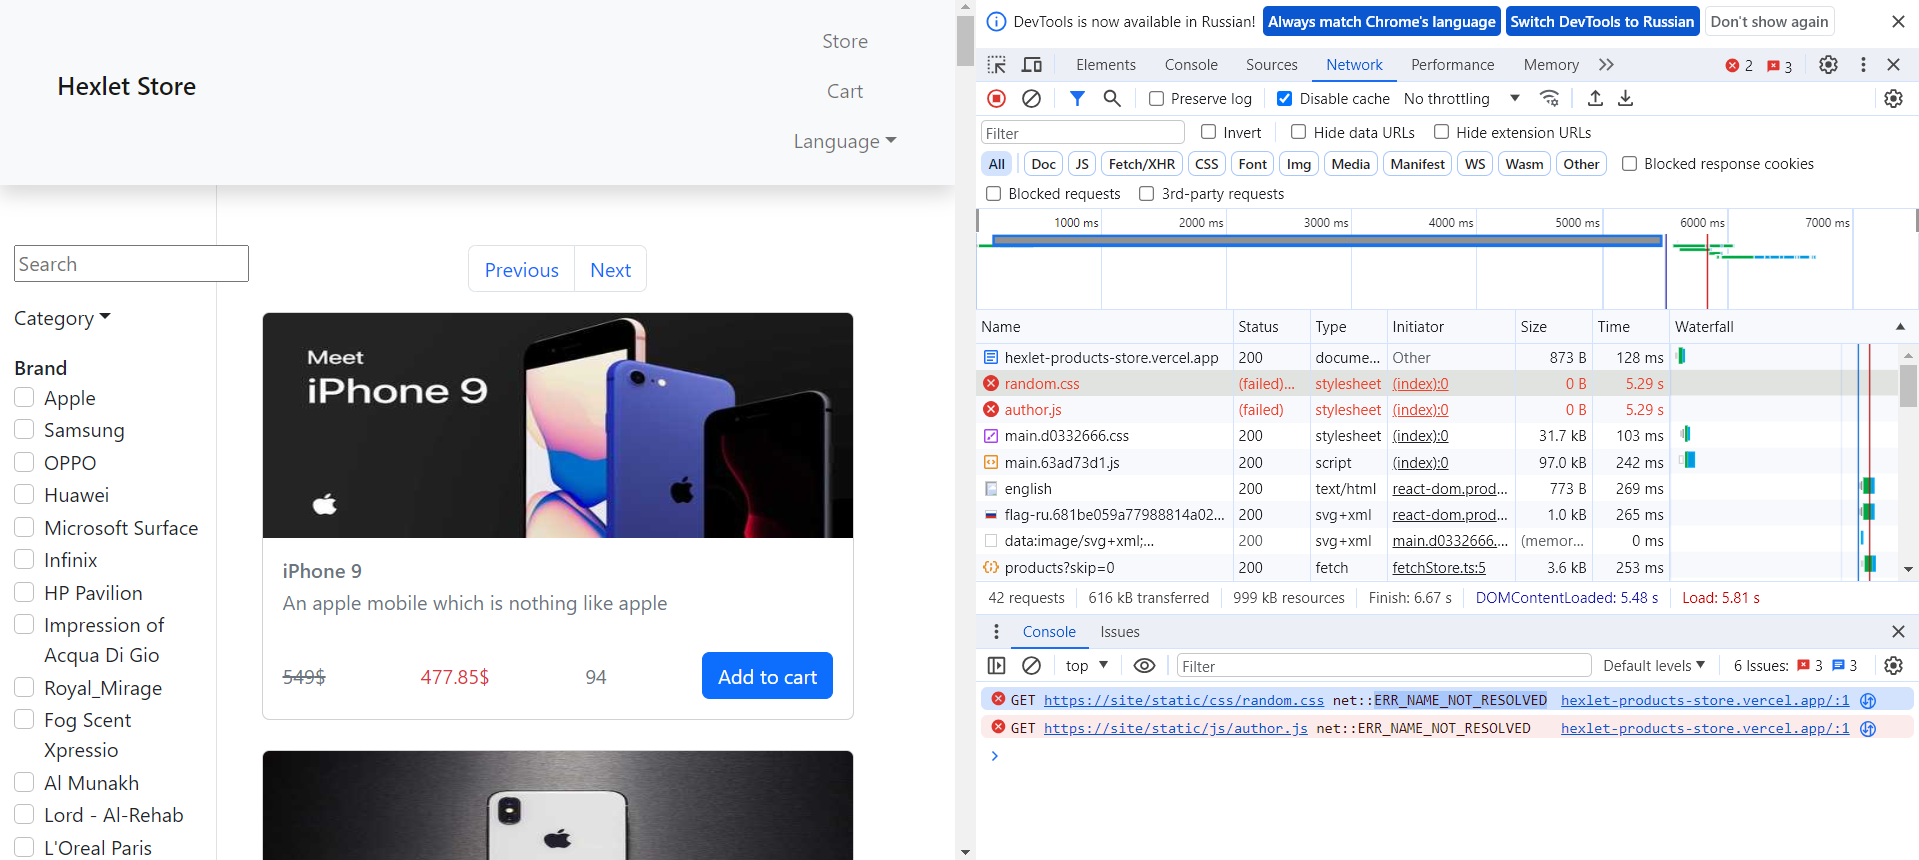 Hexlet Store
Store
Cart
Language
Search
Category
Brand
Apple
Samsung
OPPO
Huawei
Microsoft Surface
Infinix
HP Pavilion
Impression of
Acqua Di Gio
Royal_Mirage
Fog Scent
Xpressio
Al Munakh
Lord - Al-Rehab
L'Oreal Paris
Previous Next
Meet
iPhone 9
iPhone 9
An apple mobile which is nothing like apple
549$ 477.85$ 94 Add to cart
DevTools is now available in Russian! Always match Chrome's language Switch DevTools to Russian Don't show again
Elements Console Sources Network Performance Memory 2 3
Preserve log Disable cache No throttling
Filter Invert Hide data URLs Hide extension URLs
All Doc JS Fetch/XHR CSS Font Img Media Manifest WS Wasm Other Blocked response cookies
Blocked requests 3rd-party requests
1000 ms 2000 ms 3000 ms 4000 ms 5000 ms 6000 ms 7000 ms
Name Status Type Initiator Size Time Waterfall
hexlet-products-store.vercel.app 200 docume... Other 873 B 128 ms
random.css (failed)... stylesheet (index):0 0 B 5.29 s
author.js (failed) stylesheet (index):0 0 B 5.29 s
main.d0332666.css 200 stylesheet (index):0 31.7 kB 103 ms
main.63ad73d1.js 200 script (index):0 97.0 kB 242 ms
english 200 text/html react-dom.prod... 773 B 269 ms
flag-ru.681be059a77988814a02... 200 svg+xml react-dom.prod... 1.0 kB 265 ms
data:image/svg+xml;... 200 svg+xml main.d0332666.... (memor... 0 ms
products?skip=0 200 fetch fetchStore.ts:5 3.6 kB 253 ms
42 requests 616 kB transferred 999 kB resources Finish: 6.67 s DOMContentLoaded: 5.48 s Load: 5.81 s
Console Issues
top Filter Default levels 6 Issues: 3 3
GET https://site/static/css/random.css net::ERR_NAME_NOT_RESOLVED hexlet-products-store.vercel.app/:1
GET https://site/static/js/author.js net::ERR_NAME_NOT_RESOLVED hexlet-products-store.vercel.app/:1